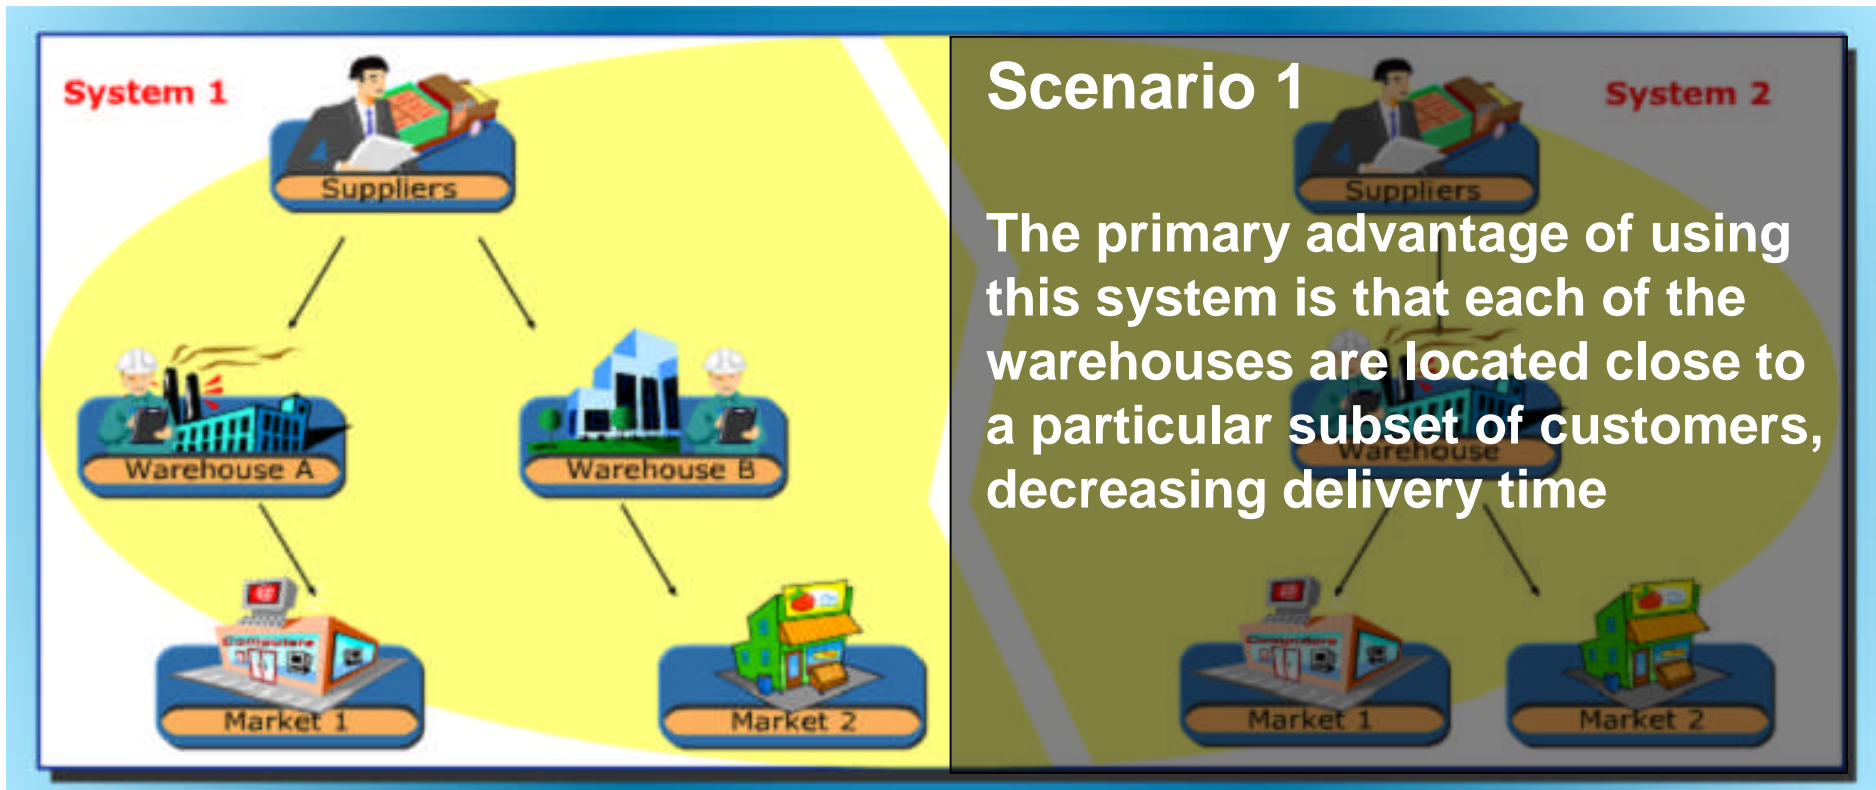 System 1
Suppliers
Warehouse A
Warehouse B
Computers
Market 1
Market 2
Scenario 1
The primary advantage of using
this system is that each of the
warehouses are located close to
a particular subset of customers,
decreasing delivery time
System 2
Suppliers
Warehouse
Computers
Market 1
Market 2